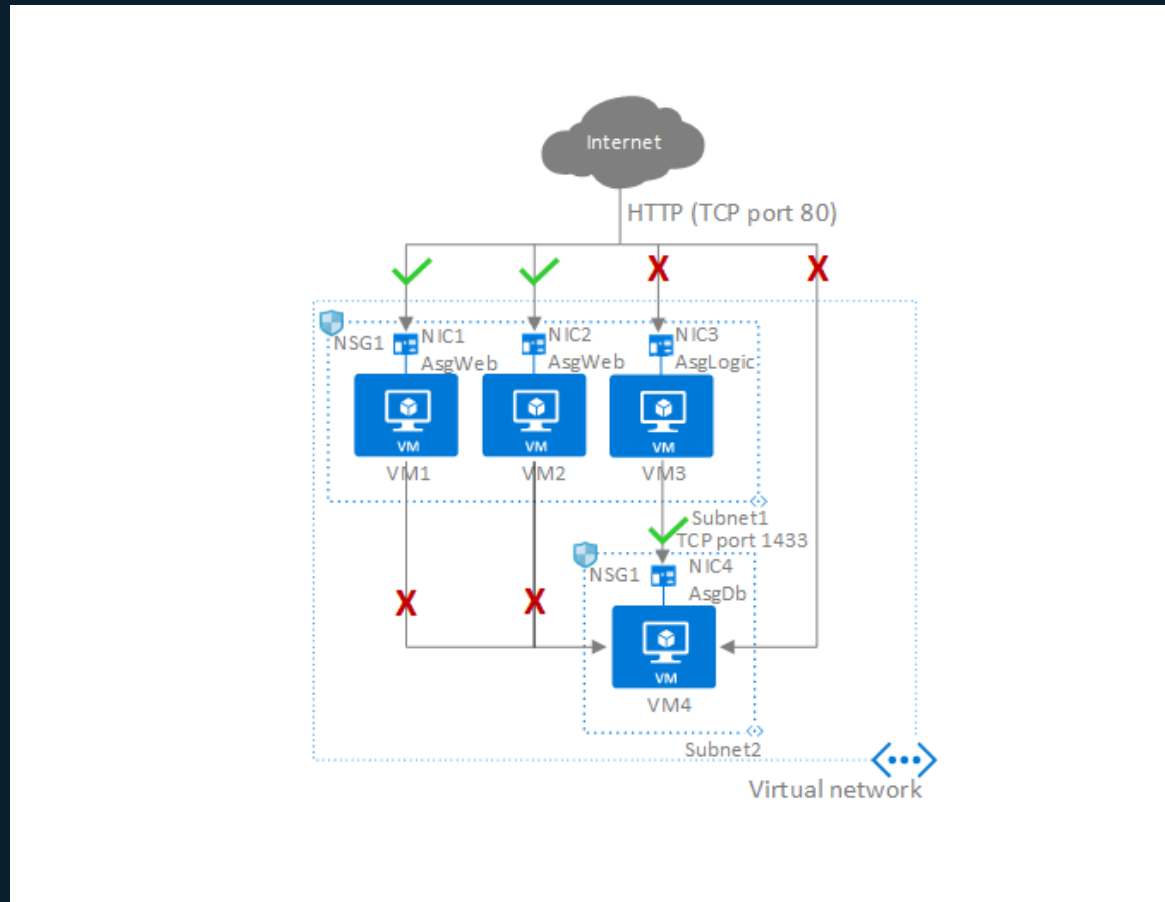 Internet
HTTP (TCP port 80)
NSG1
NIC1
AsgWeb
NIC2
AsgWeb
NIC3
AsgLogic
VM
VM
VM
VM1
VM2
VM3
Subnet1
TCP port 1433
NSG1
NIC4
AsgDb
VM
VM4
Subnet2
Virtual network